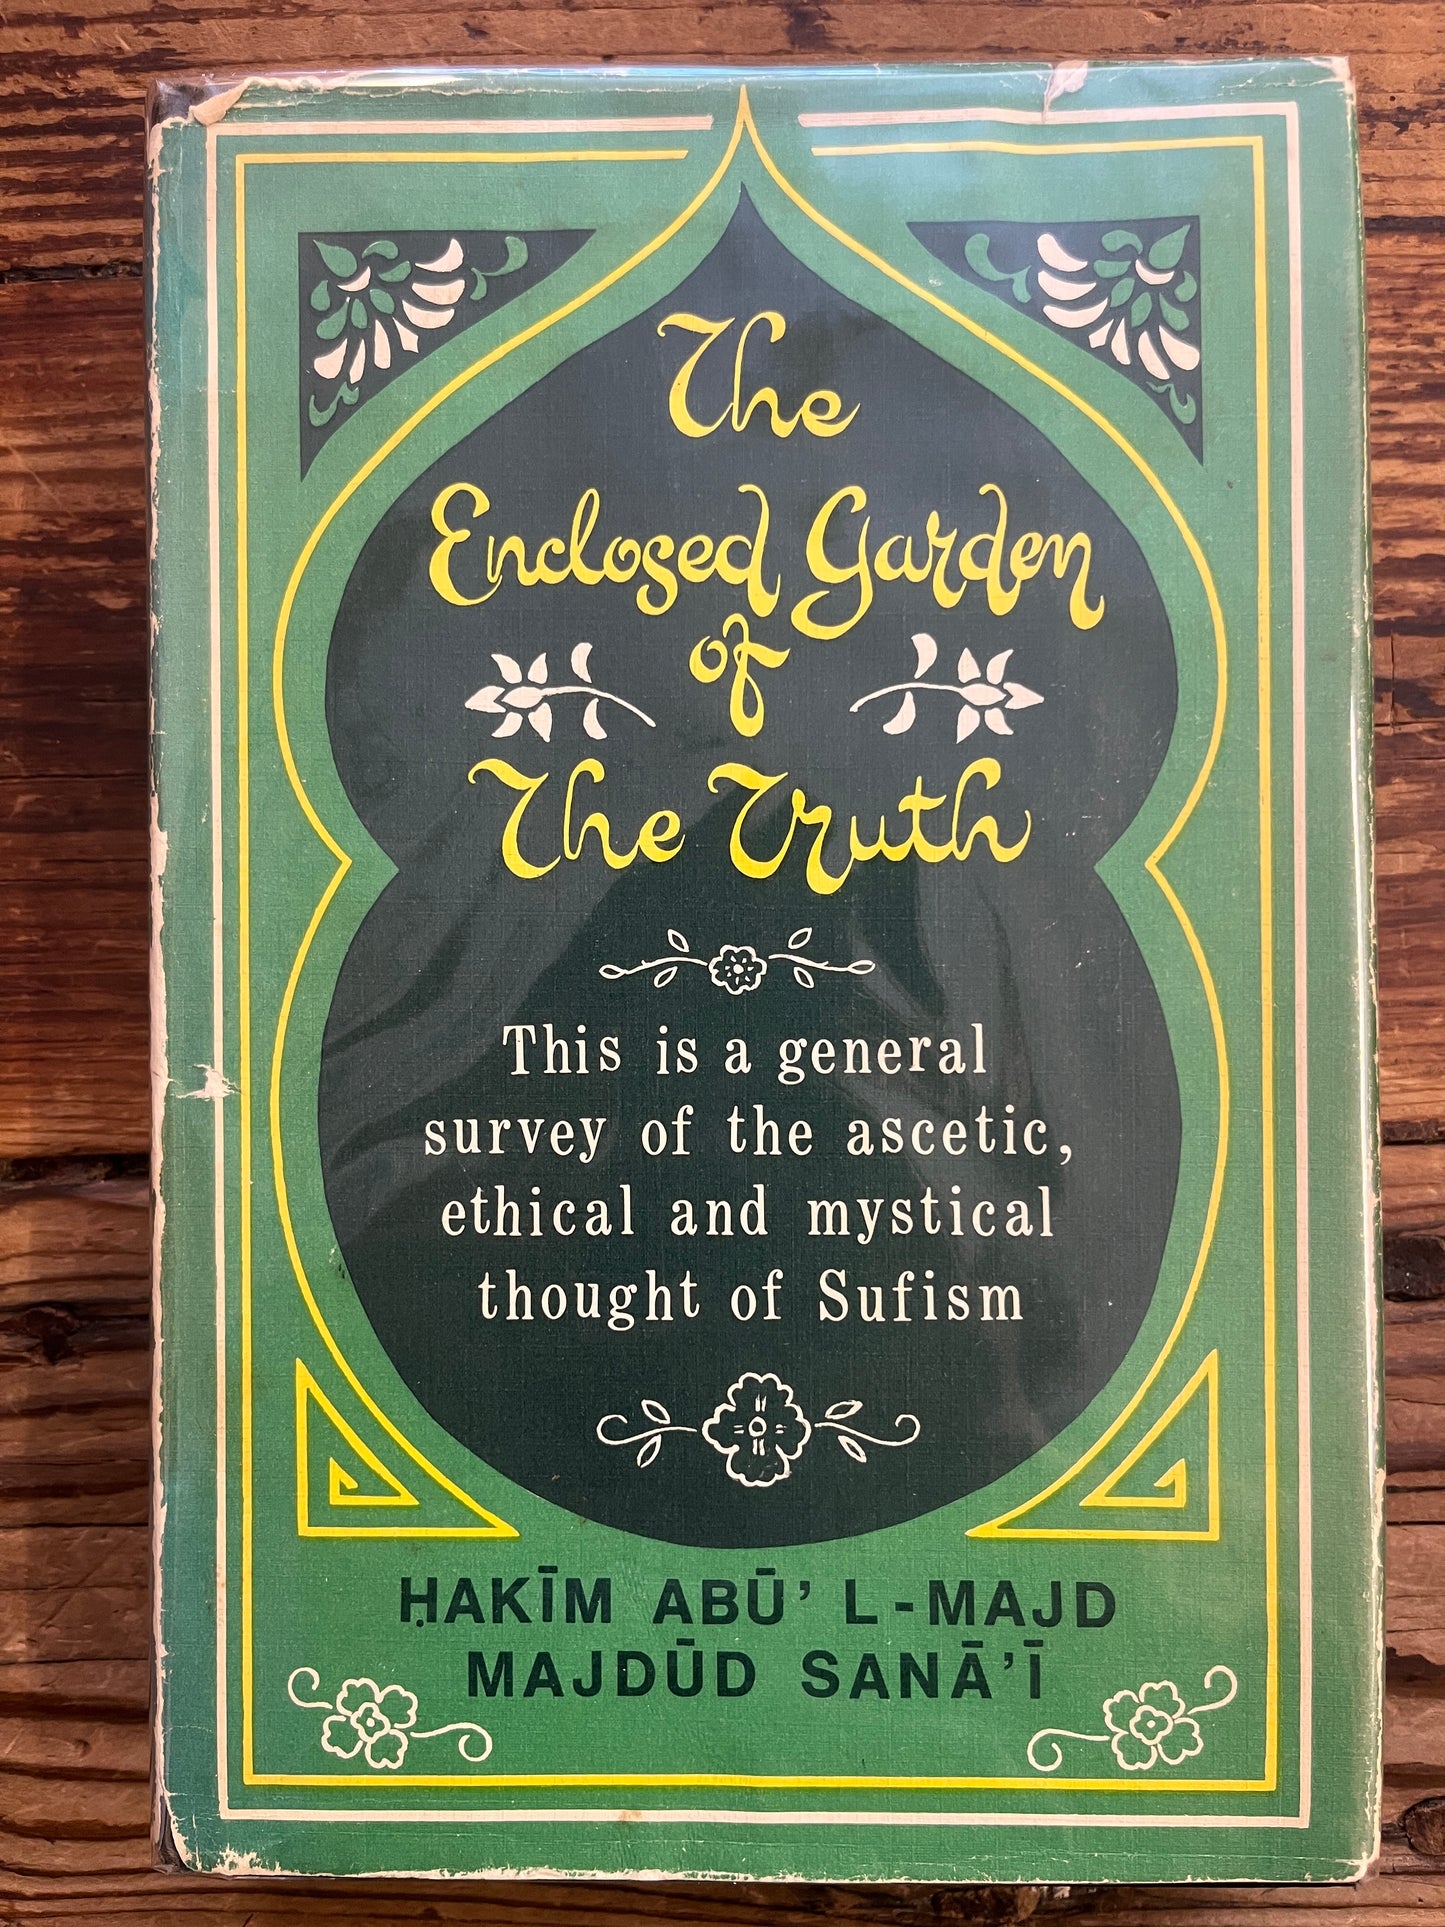 The
Enclosed Garden
of
The Truth
This is a general
survey of the ascetic,
ethical and mystical
thought of Sufism
ḤAKĪM ABŪ’ L-MAJD
MAJDŪD SANĀ’Ī